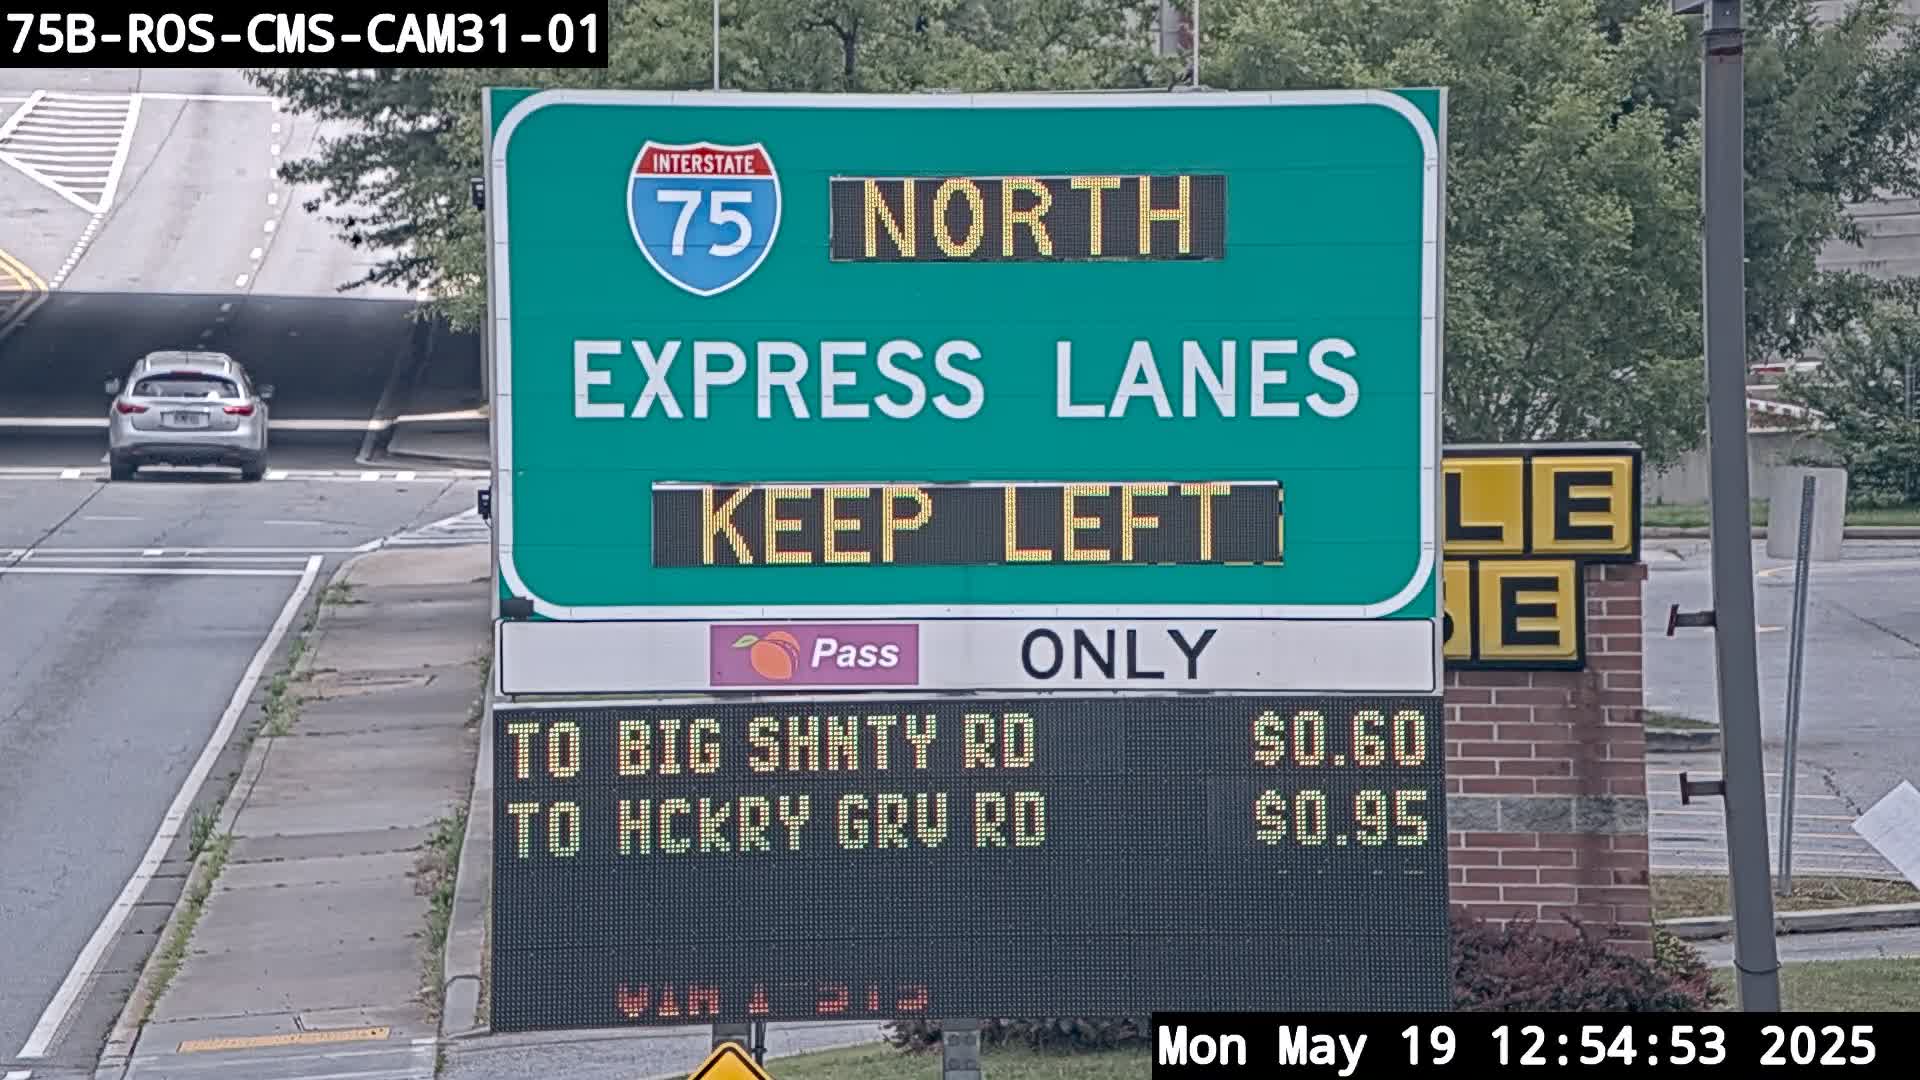 75B-ROS-CMS-CAM31-01
INTERSTATE
75
NORTH
EXPRESS LANES
KEEP LEFT
Pass ONLY
TO BIG SHNTY RD $0.60
TO HCKRY GRV RD $0.95
LE
E
Mon May 19 12:54:53 2025